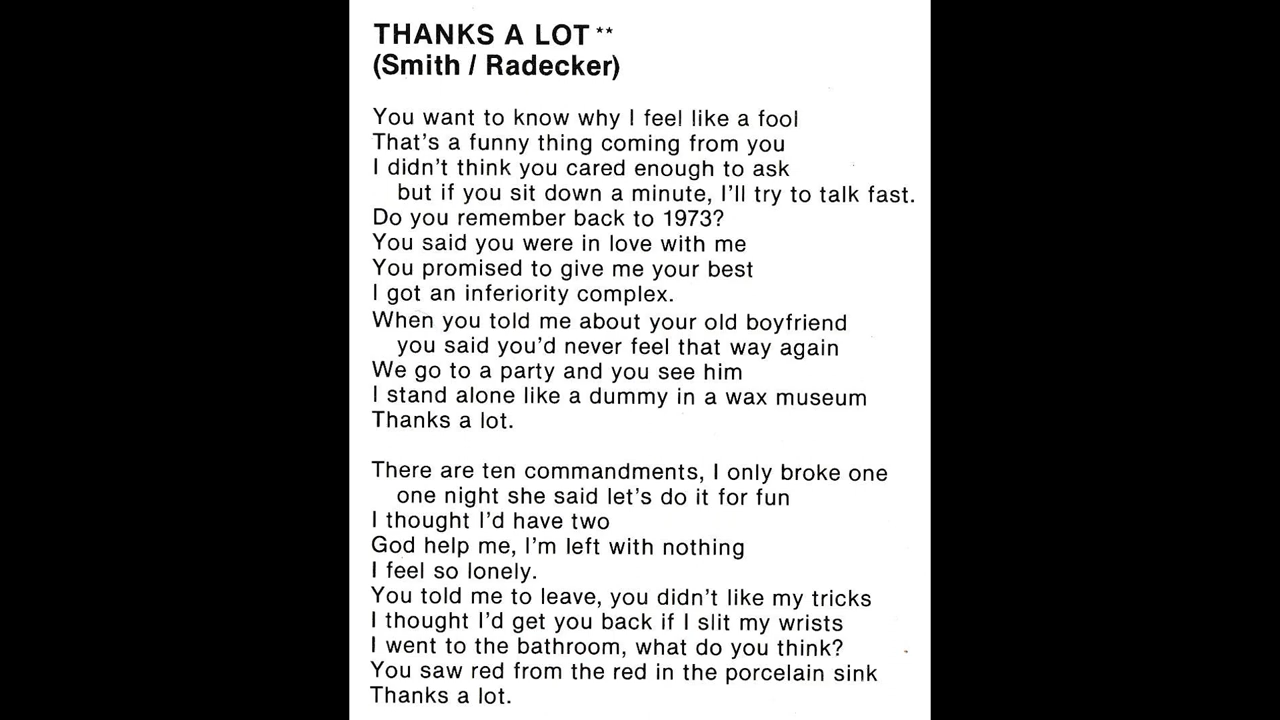 THANKS A LOT**
(Smith / Radecker)
You want to know why I feel like a fool
That's a funny thing coming from you
I didn't think you cared enough to ask
but if you sit down a minute, I'll try to talk fast.
Do you remember back to 1973?
You said you were in love with me
You promised to give me your best
I got an inferiority complex.
When you told me about your old boyfriend
you said you'd never feel that way again
We go to a party and you see him
I stand alone like a dummy in a wax museum
Thanks a lot.
There are ten commandments, I only broke one
one night she said let's do it for fun
I thought I'd have two
God help me, I'm left with nothing
I feel so lonely.
You told me to leave, you didn't like my tricks
I thought I'd get you back if I slit my wrists
I went to the bathroom, what do you think?
You saw red from the red in the porcelain sink
Thanks a lot.